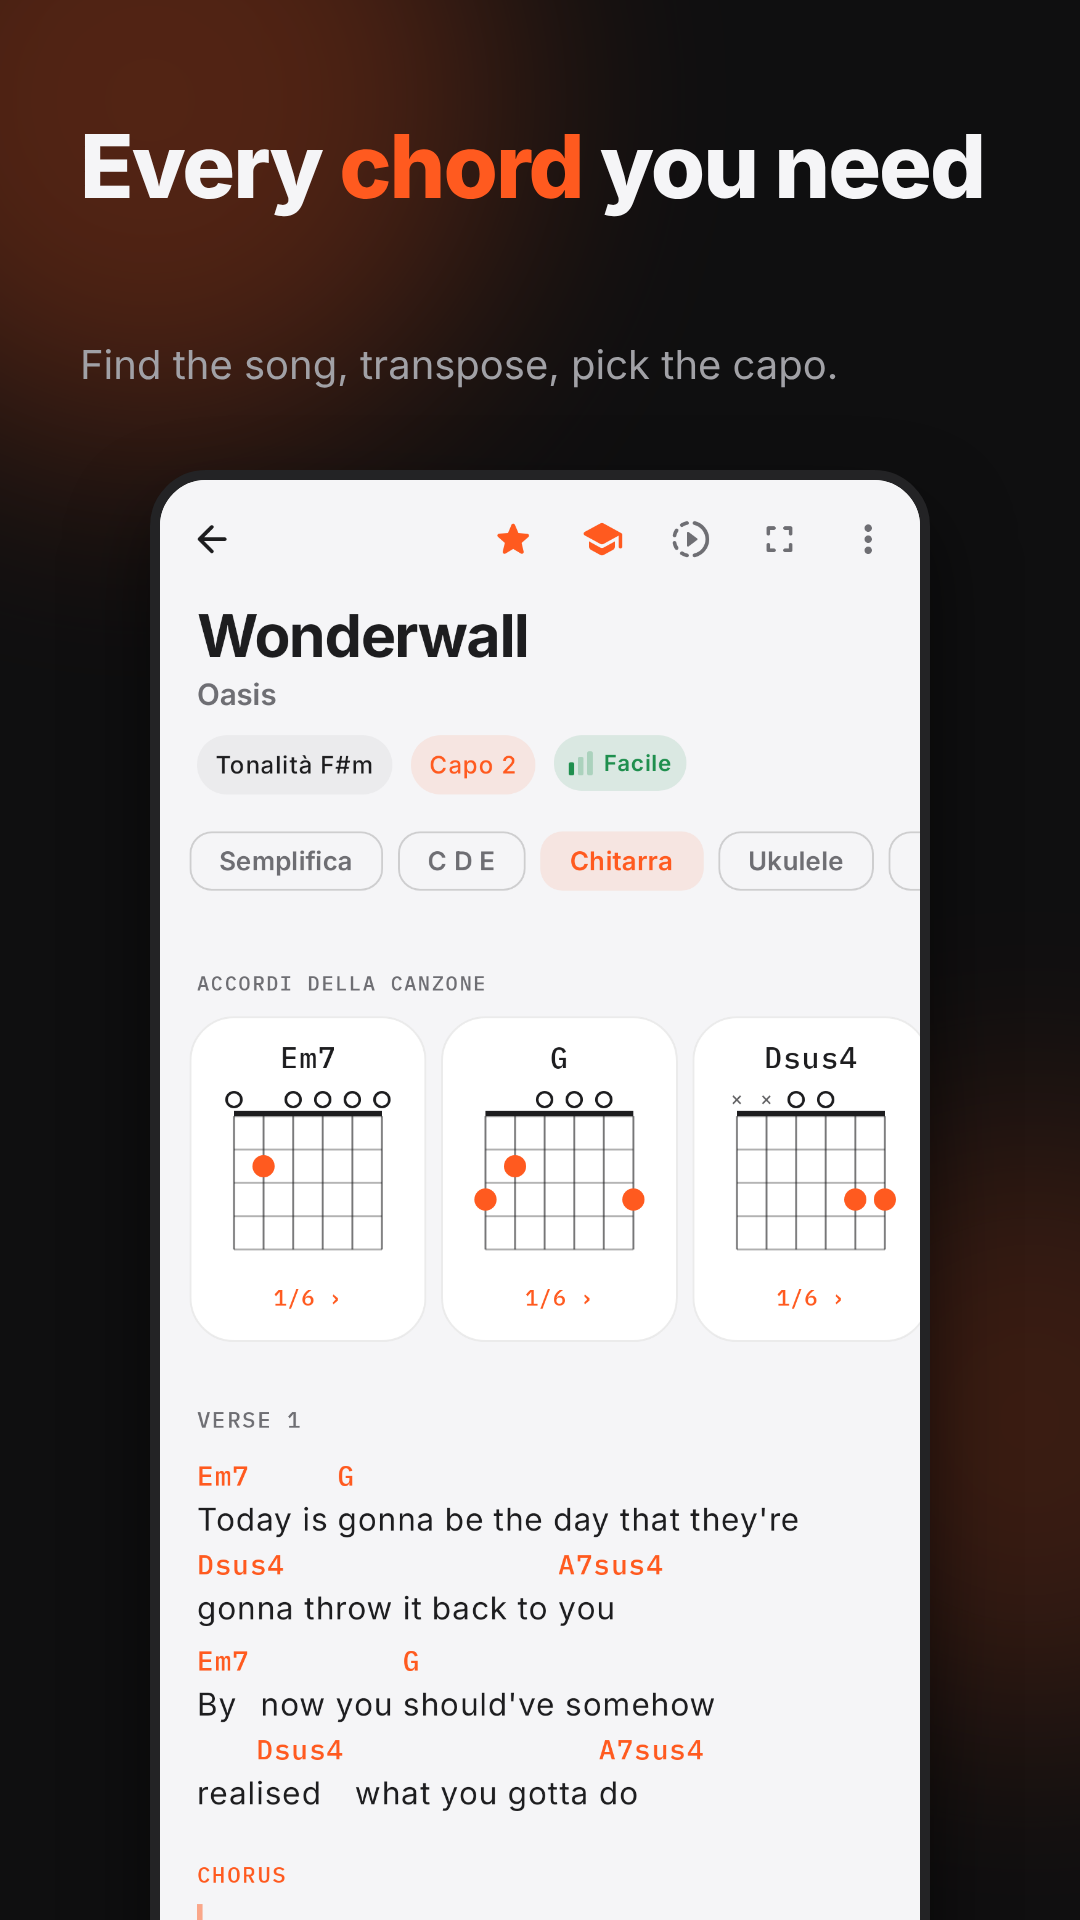 Every chord you need
Find the song, transpose, pick the capo.
Wonderwall
Oasis
Tonalità F#m Capo 2 Facile
Semplifica C D E Chitarra Ukulele
ACCORDI DELLA CANZONE
Em7 G Dsus4
× ×
1/6 › 1/6 › 1/6 ›
VERSE 1
Em7 G
Today is gonna be the day that they're
Dsus4 A7sus4
gonna throw it back to you
Em7 G
By now you should've somehow
Dsus4 A7sus4
realised what you gotta do
CHORUS